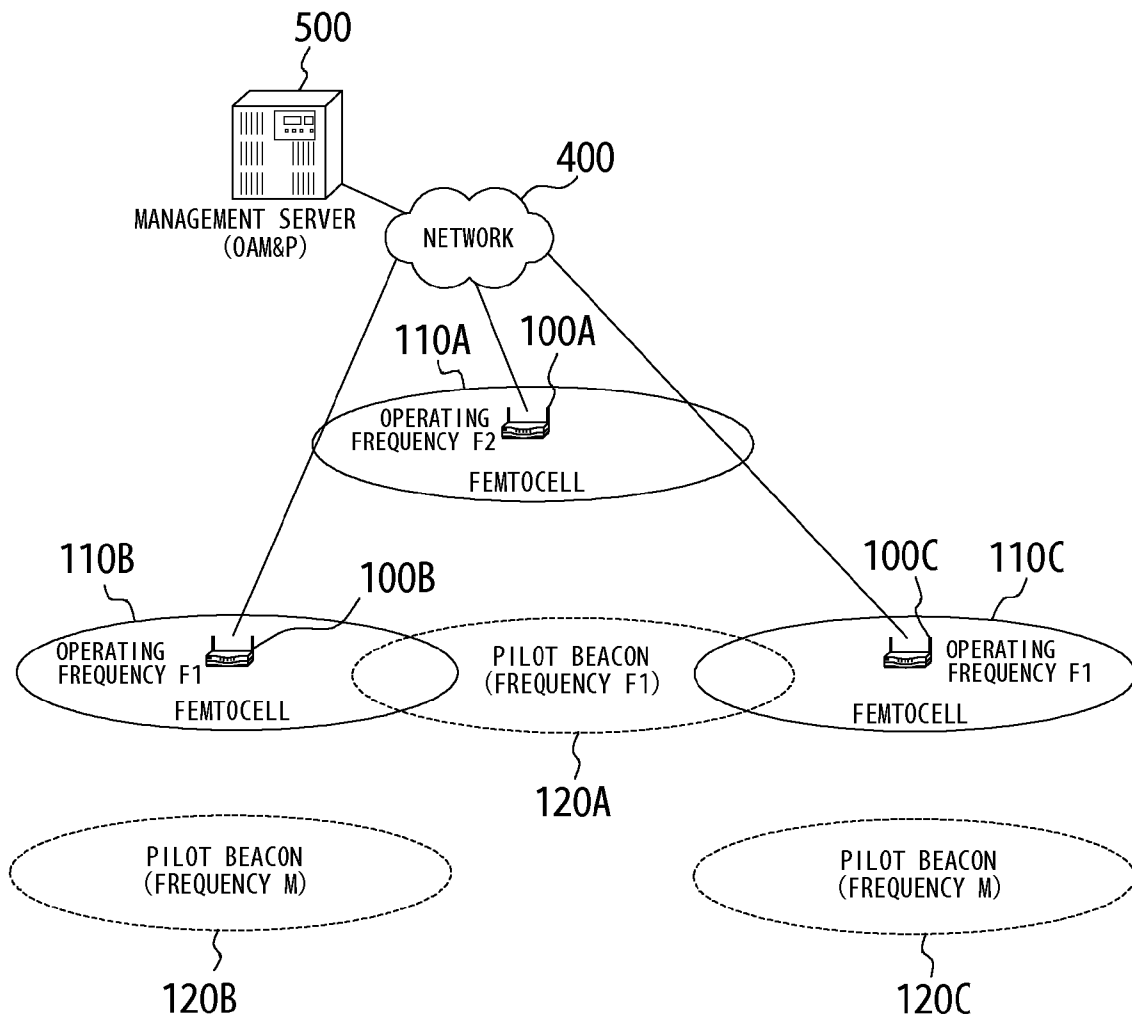 500
400
MANAGEMENT SERVER
(OAM&P)
NETWORK
110A
100A
OPERATING
FREQUENCY F2
FEMTOCELL
110B
100B
100C
110C
OPERATING
FREQUENCY F1
FEMTOCELL
PILOT BEACON
(FREQUENCY F1)
OPERATING
FREQUENCY F1
FEMTOCELL
120A
PILOT BEACON
(FREQUENCY M)
PILOT BEACON
(FREQUENCY M)
120B
120C